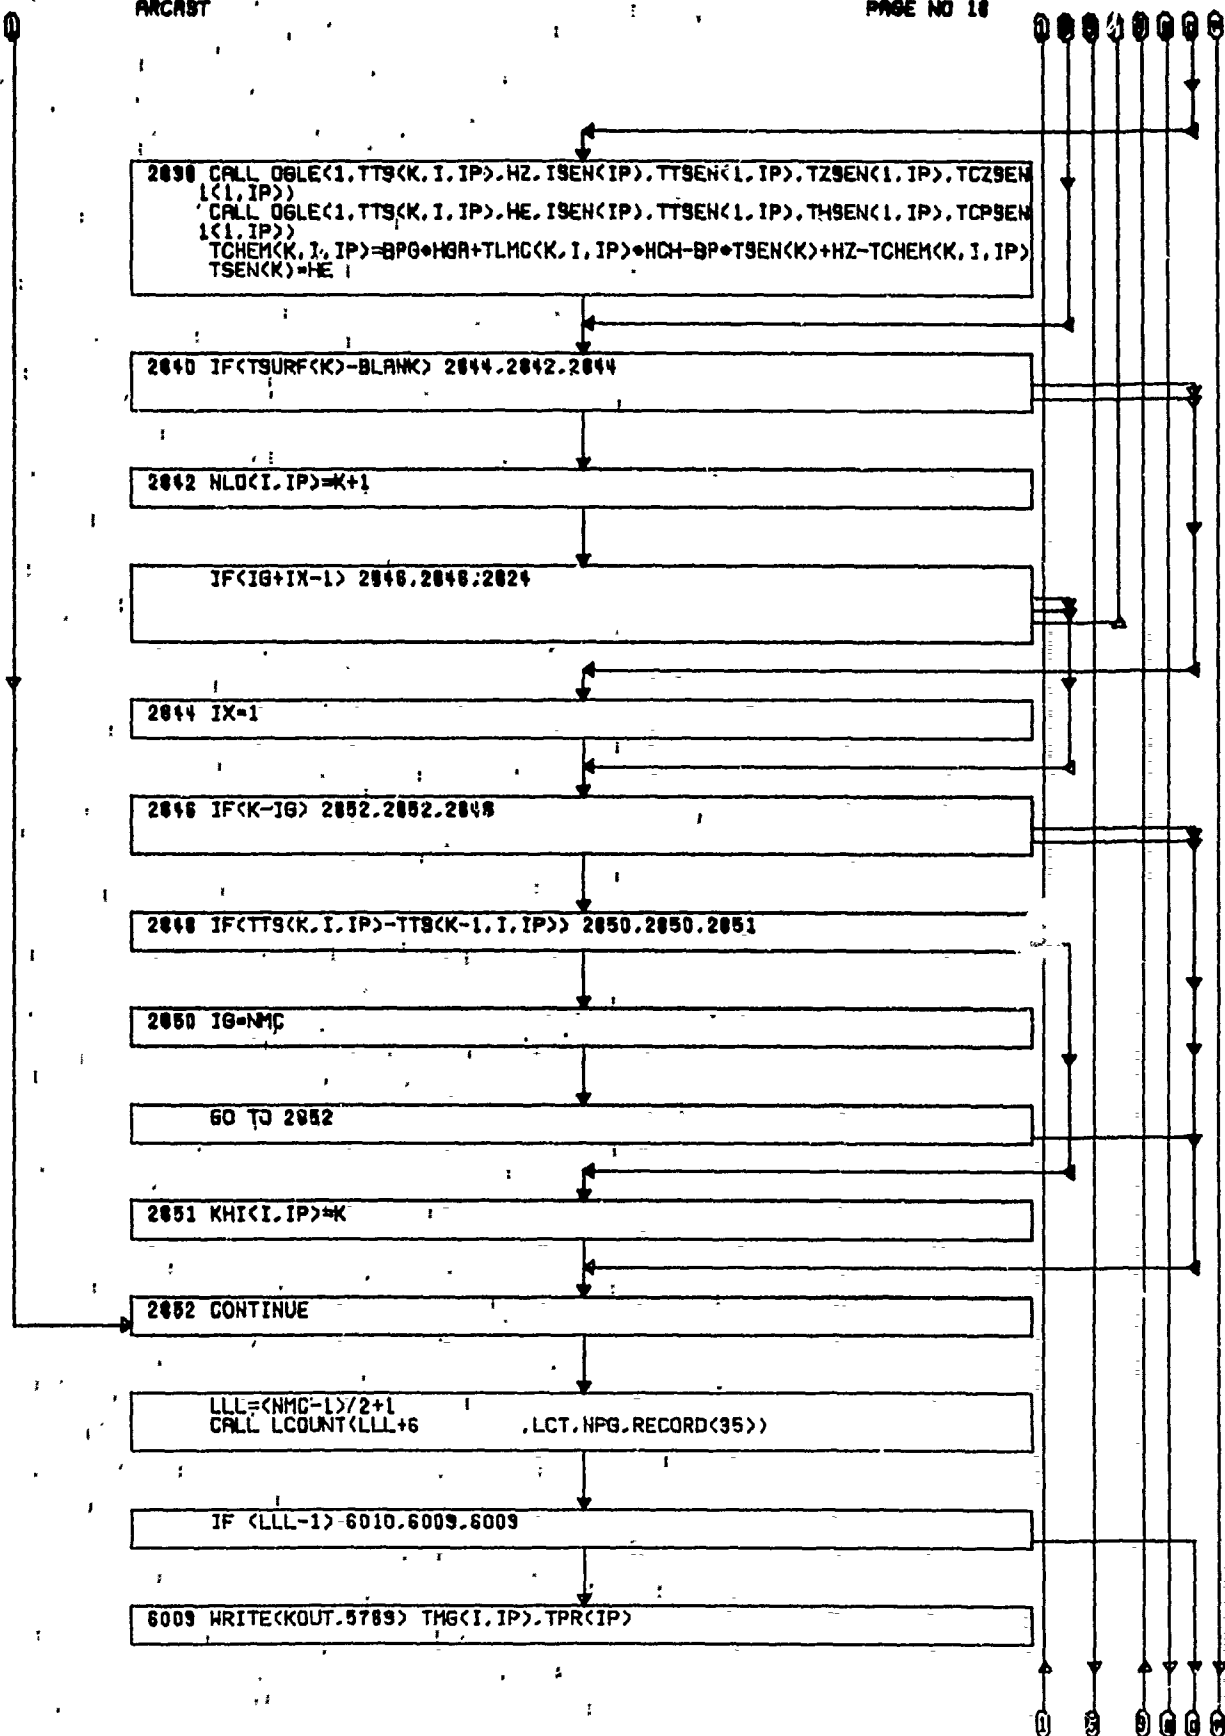 ARCAST PAGE NO 18
2838 CALL OGLE(1,TTS(K,I,IP),HZ,ISEN(IP),TTSEN(1,IP),TZSEN(1,IP),TCZSEN
1(1,IP))
CALL OGLE(1,TTS(K,I,IP),HE,ISEN(IP),TTSEN(1,IP),THSEN(1,IP),TCPSEN
1(1,IP))
TCHEM(K,I,IP)=BPG*HGA+TLMC(K,I,IP)*HCH-BP*TSEN(K)+HZ-TCHEM(K,I,IP)
TSEN(K)=HE
2840 IF(TSURF(K)-BLANK) 2844,2842,2844
2842 NLO(I,IP)=K+1
IF(IG+IX-1) 2846,2846,2824
2844 IX=1
2846 IF(K-IG) 2852,2852,2848
2848 IF(TTS(K,I,IP)-TTS(K-1,I,IP)) 2850,2850,2851
2850 IG=NMC
GO TO 2852
2851 KHI(I,IP)=K
2852 CONTINUE
LLL=(NMC-1)/2+1
CALL LCOUNT(LLL+6 ,LCT,NPG,RECORD(35))
IF (LLL-1) 6010,6009,6009
6009 WRITE(KOUT,5789) TMG(I,IP),TPR(IP)